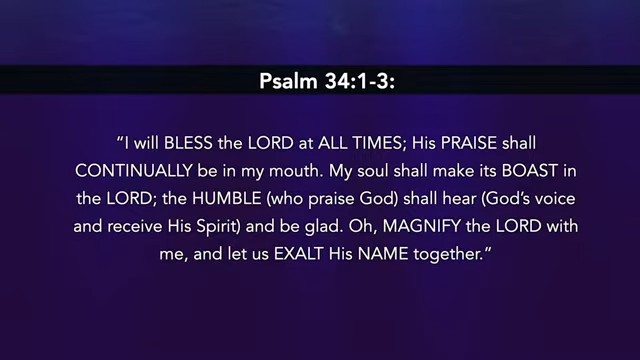 Psalm 34:1-3:
“I will BLESS the LORD at ALL TIMES; His PRAISE shall
CONTINUALLY be in my mouth. My soul shall make its BOAST in
the LORD; the HUMBLE (who praise God) shall hear (God’s voice
and receive His Spirit) and be glad. Oh, MAGNIFY the LORD with
me, and let us EXALT His NAME together.”